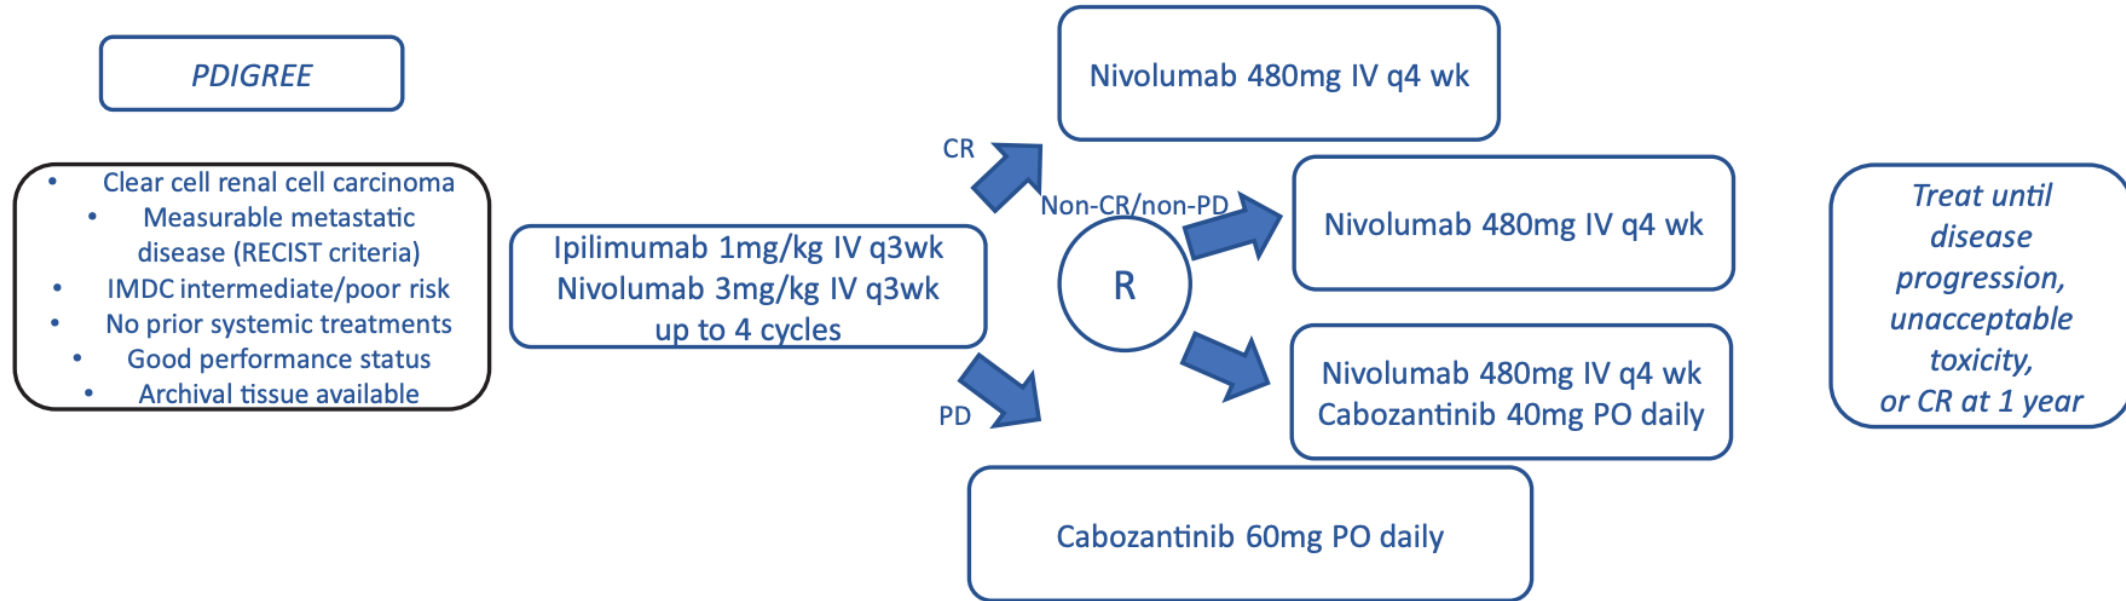 PDIGREE
• Clear cell renal cell carcinoma
• Measurable metastatic
disease (RECIST criteria)
• IMDC intermediate/poor risk
• No prior systemic treatments
• Good performance status
• Archival tissue available
Ipilimumab 1mg/kg IV q3wk
Nivolumab 3mg/kg IV q3wk
up to 4 cycles
CR
Nivolumab 480mg IV q4 wk
Non-CR/non-PD
R
Nivolumab 480mg IV q4 wk
Nivolumab 480mg IV q4 wk
Cabozantinib 40mg PO daily
PD
Cabozantinib 60mg PO daily
Treat until
disease
progression,
unacceptable
toxicity,
or CR at 1 year